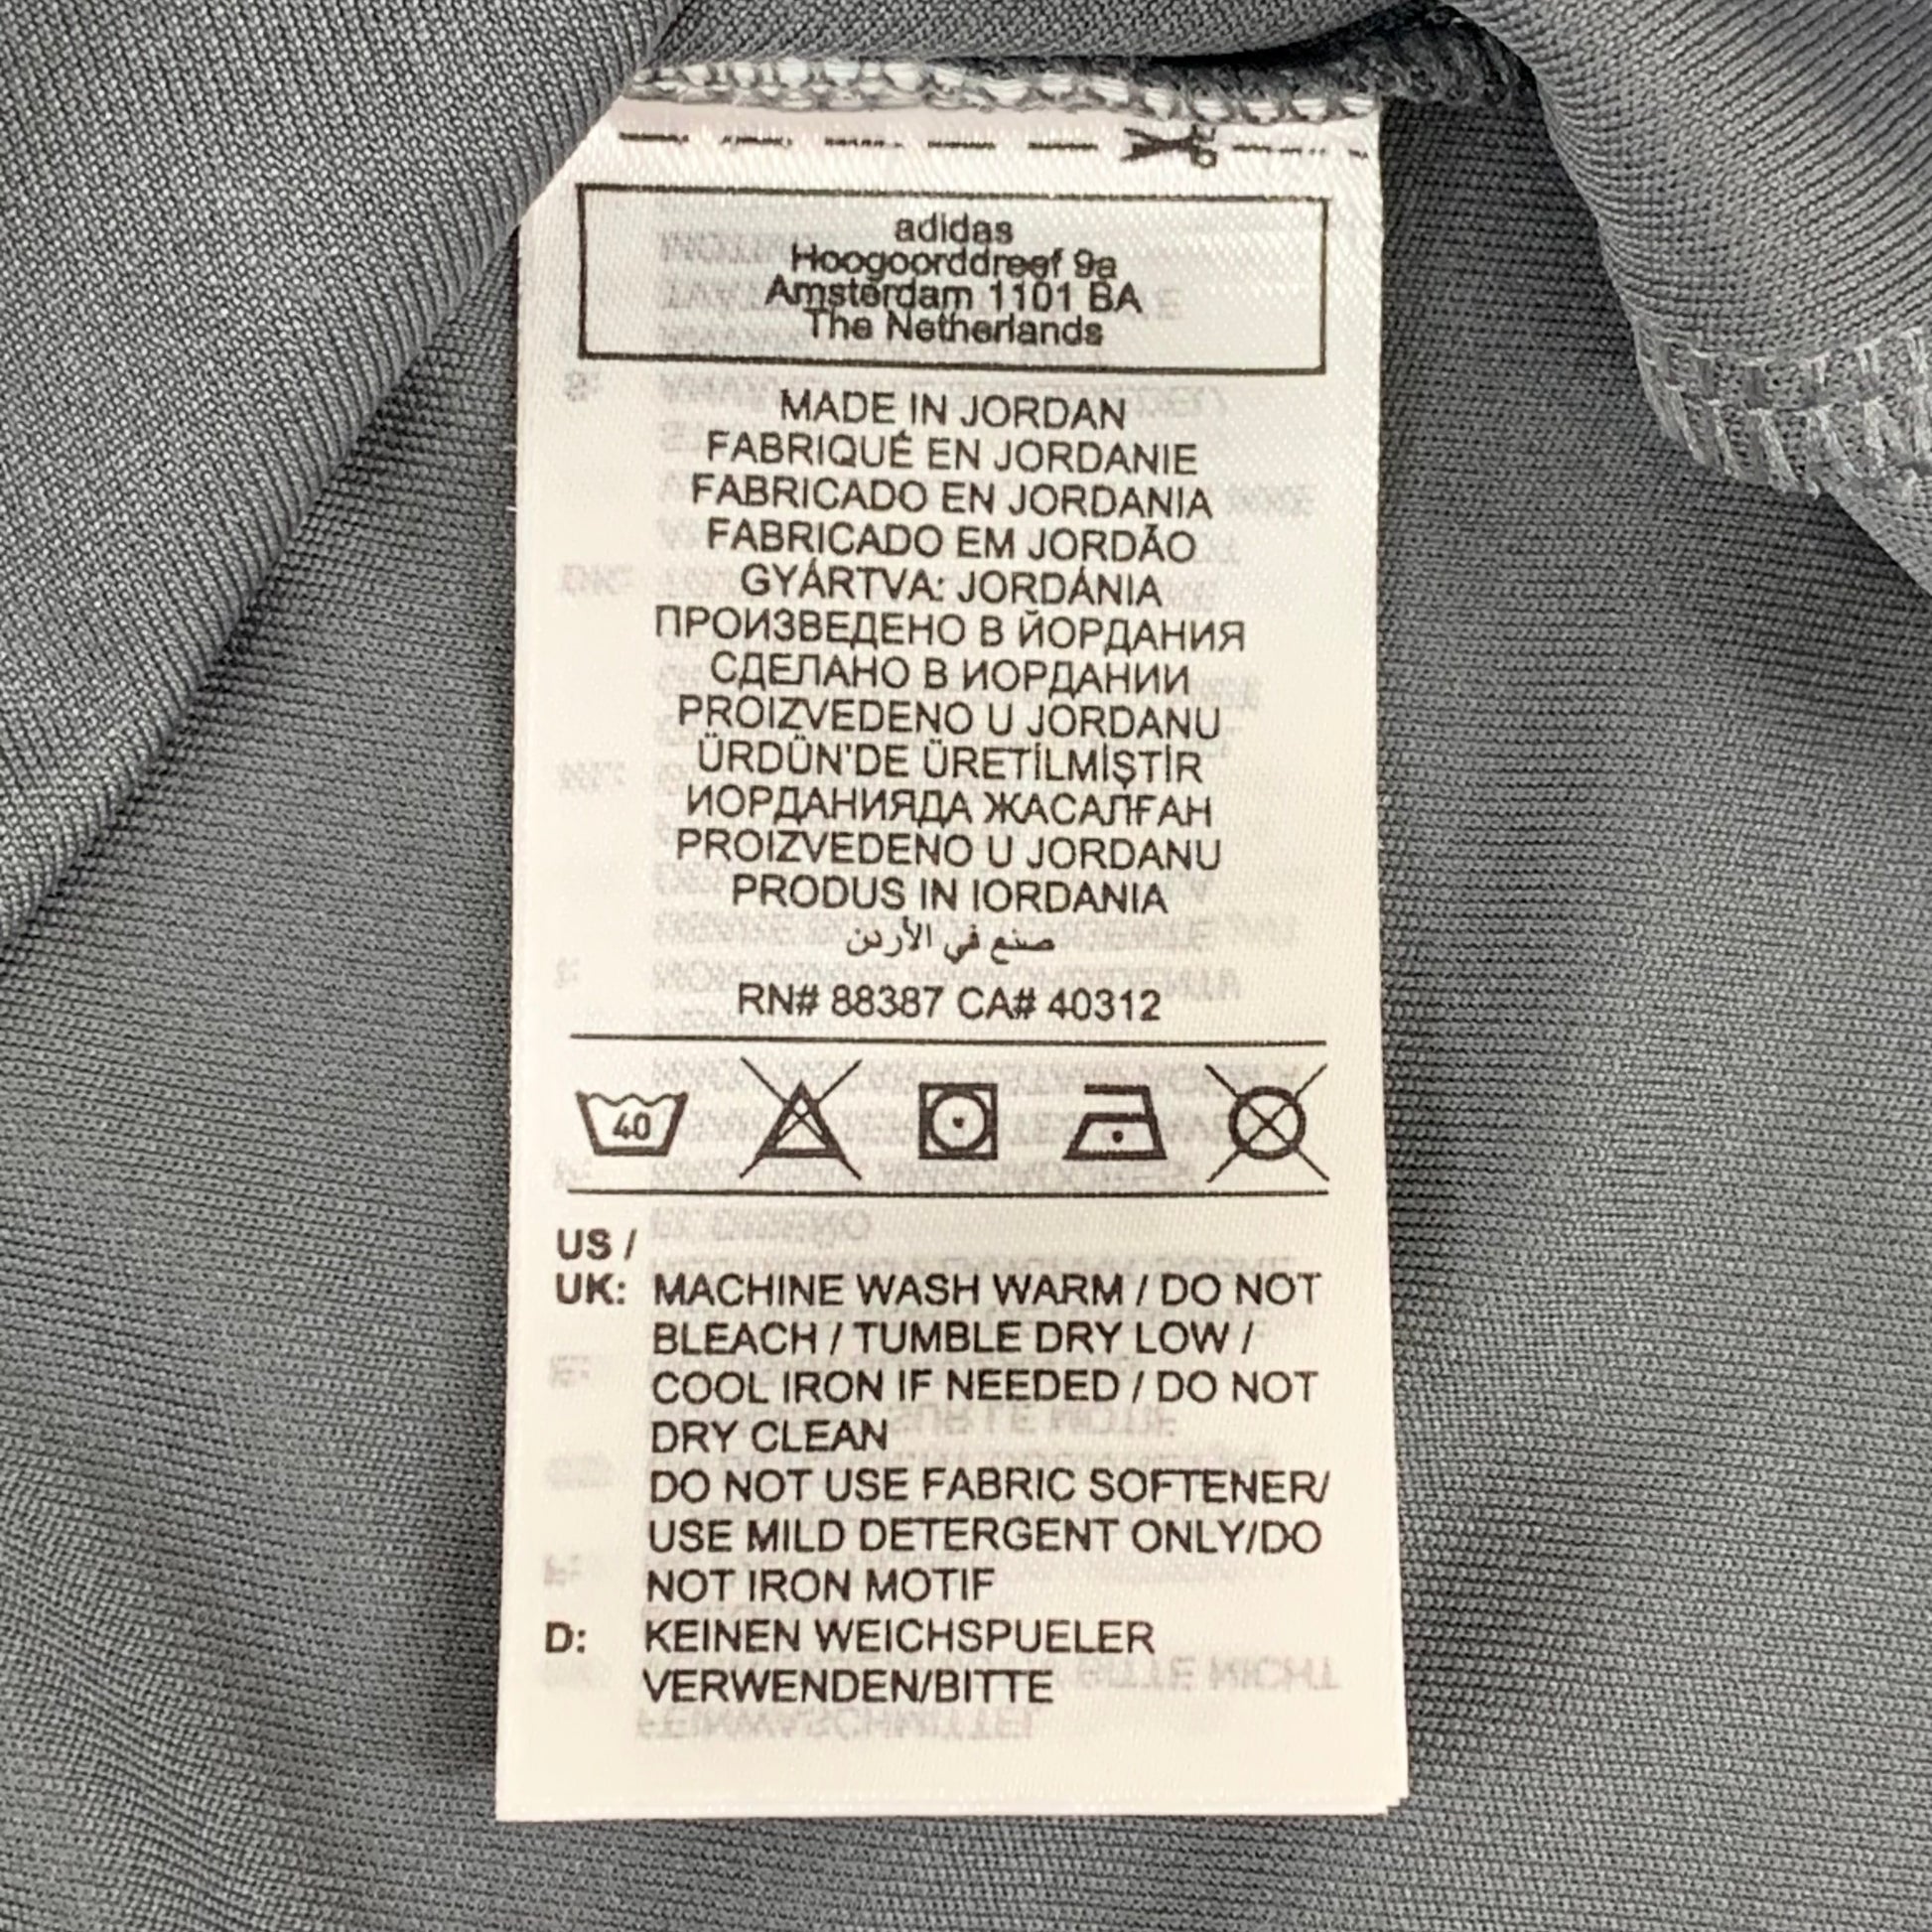 adidas
Hoogoorddreef 9a
Amsterdam 1101 BA
The Netherlands
MADE IN JORDAN
FABRIQUÉ EN JORDANIE
FABRICADO EN JORDANIA
FABRICADO EM JORDÃO
GYÁRTVA: JORDÁNIA
ПРОИЗВЕДЕНО В ЙОРДАНИЯ
СДЕЛАНО В ИОРДАНИИ
PROIZVEDENO U JORDANU
ÜRDÜN'DE ÜRETİLMİŞTİR
ИОРДАНИЯДА ЖАСАЛҒАН
PROIZVEDENO U JORDANU
PRODUS IN IORDANIA
صنع في الأردن
RN# 88387 CA# 40312
40
US /
UK: MACHINE WASH WARM / DO NOT
BLEACH / TUMBLE DRY LOW /
COOL IRON IF NEEDED / DO NOT
DRY CLEAN
DO NOT USE FABRIC SOFTENER/
USE MILD DETERGENT ONLY/DO
NOT IRON MOTIF
D: KEINEN WEICHSPUELER
VERWENDEN/BITTE